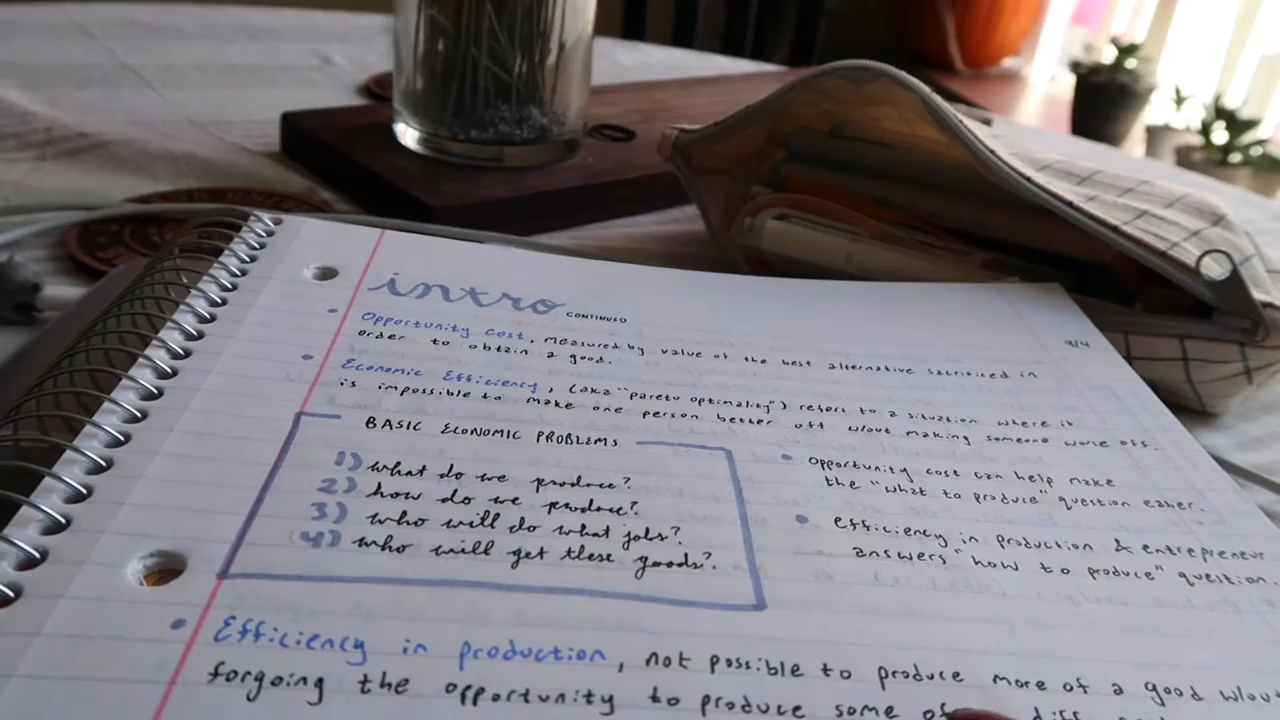 intro CONTINUED
9/4
Opportunity cost, measured by value of the best alternative sacrificed in
order to obtain a good.
Economic Efficiency, (aka "pareto optimality") refers to a situation where it
is impossible to make one person better off w/out making someone worse off.
BASIC ECONOMIC PROBLEMS
1) what do we produce?
2) how do we produce?
3) who will do what jobs?
4) who will get these goods?
opportunity cost can help make
the "what to produce" question easier.
efficiency in production & entrepreneur
answers "how to produce" question.
Efficiency in production, not possible to produce more of a good w/out
forgoing the opportunity to produce some of